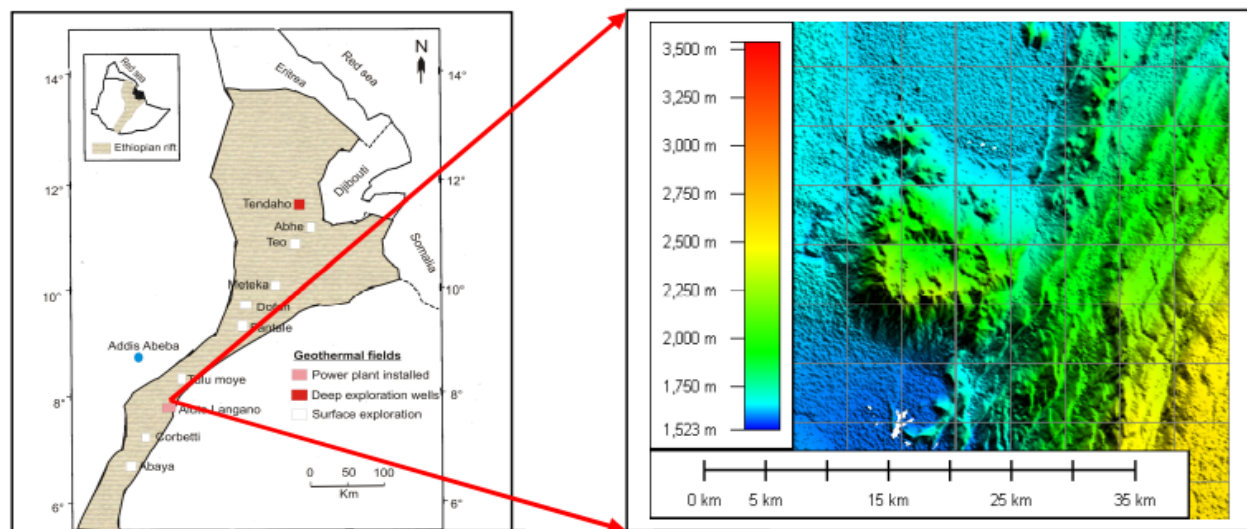 N
Red sea
Eritrea
Red sea
Ethiopian rift
14°
14°
Djibouti
12°
12°
Tendaho
Abhe
Teo
Somalia
Meteka
10°
10°
Dofan
Fantale
Addis Abeba
Geothermal fields
Power plant installed
Deep exploration wells
Surface exploration
Tulu moye
8°
8°
Aluto Langano
Corbetti
Abaya
0 50 100
Km
6°
6°
3,500 m
3,250 m
3,000 m
2,750 m
2,500 m
2,250 m
2,000 m
1,750 m
1,523 m
0 km 5 km 15 km 25 km 35 km